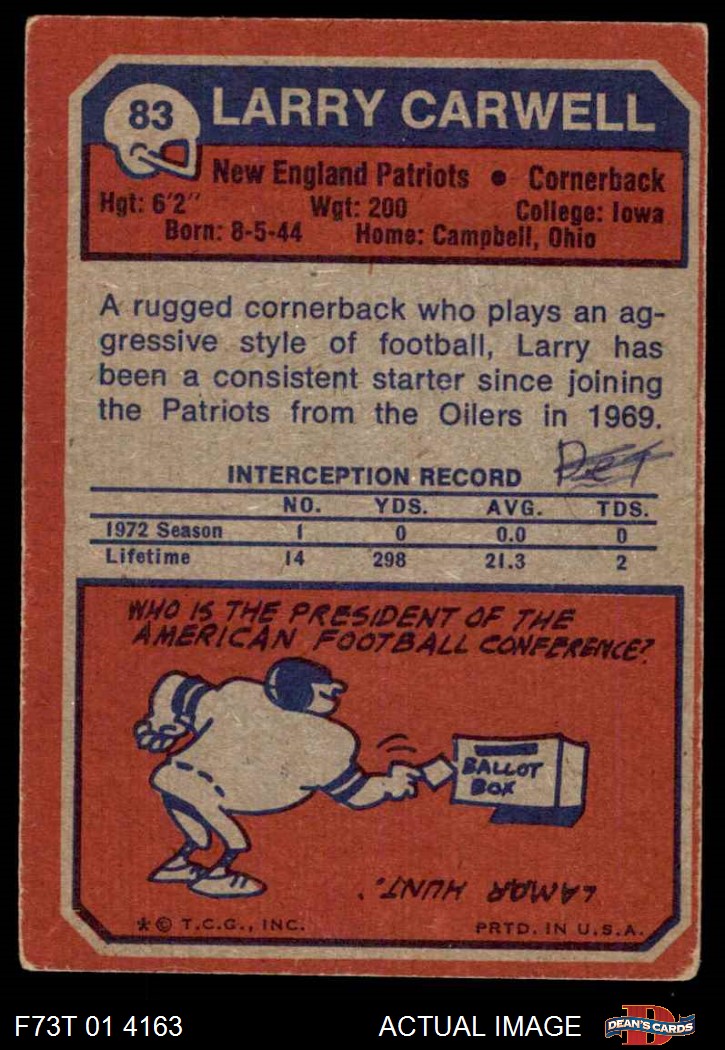 83 LARRY CARWELL
New England Patriots • Cornerback
Hgt: 6'2" Wgt: 200 College: Iowa
Born: 8-5-44 Home: Campbell, Ohio
A rugged cornerback who plays an ag-
gressive style of football, Larry has
been a consistent starter since joining
the Patriots from the Oilers in 1969.
Pet
INTERCEPTION RECORD
NO. YDS. AVG. TDS.
1972 Season 1 0 0.0 0
Lifetime 14 298 21.3 2
WHO IS THE PRESIDENT OF THE
AMERICAN FOOTBALL CONFERENCE?
BALLOT
BOX
LAMAR HUNT.
*© T.C.G., INC. PRTD. IN U.S.A.
F73T 01 4163 ACTUAL IMAGE
D
DEAN'S CARDS